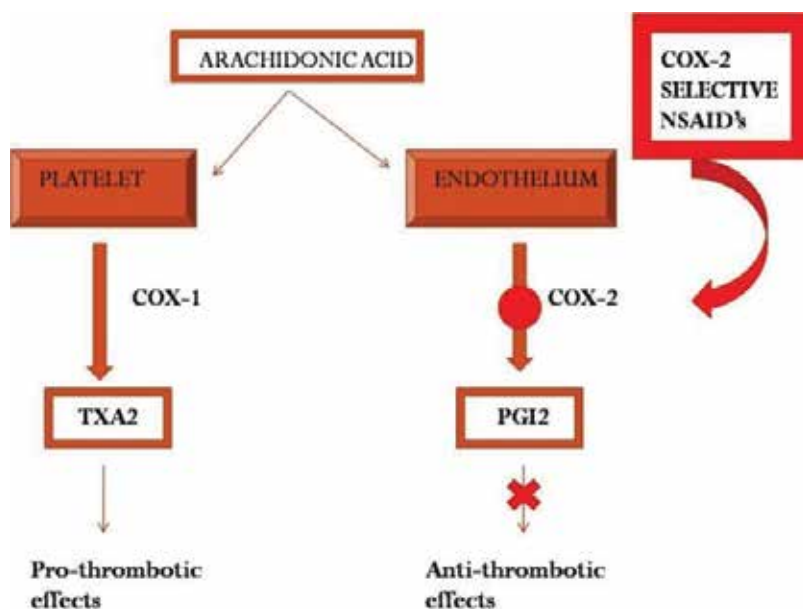 ARACHIDONIC ACID
COX-2
SELECTIVE
NSAID's
PLATELET
ENDOTHELIUM
COX-1
COX-2
TXA2
PGI2
Pro-thrombotic
effects
Anti-thrombotic
effects